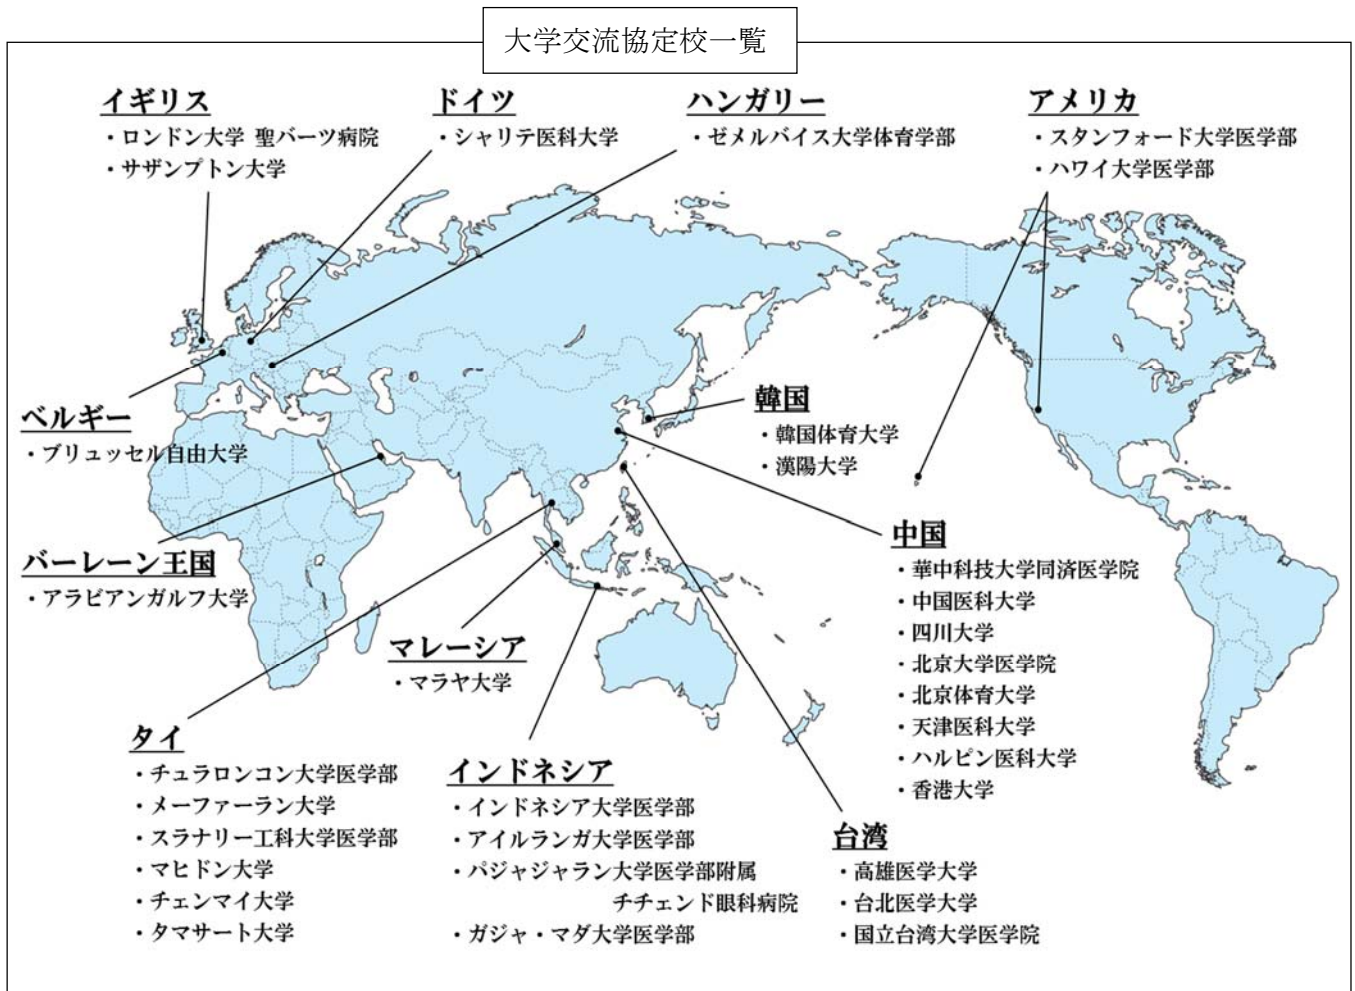 大学交流協定校一覧
イギリス
・ロンドン大学 聖バーツ病院
・サザンプトン大学
ドイツ
・シャリテ医科大学
ハンガリー
・ゼメルバイス大学体育学部
アメリカ
・スタンフォード大学医学部
・ハワイ大学医学部
ベルギー
・ブリュッセル自由大学
韓国
・韓国体育大学
・漢陽大学
バーレーン王国
・アラビアンガルフ大学
中国
・華中科技大学同済医学院
・中国医科大学
・四川大学
・北京大学医学院
・北京体育大学
・天津医科大学
・ハルピン医科大学
・香港大学
マレーシア
・マラヤ大学
タイ
・チュラロンコン大学医学部
・メーファーラン大学
・スラナリー工科大学医学部
・マヒドン大学
・チェンマイ大学
・タマサート大学
インドネシア
・インドネシア大学医学部
・アイルランガ大学医学部
・パジャジャラン大学医学部附属
チチェンド眼科病院
・ガジャ・マダ大学医学部
台湾
・高雄医学大学
・台北医学大学
・国立台湾大学医学院